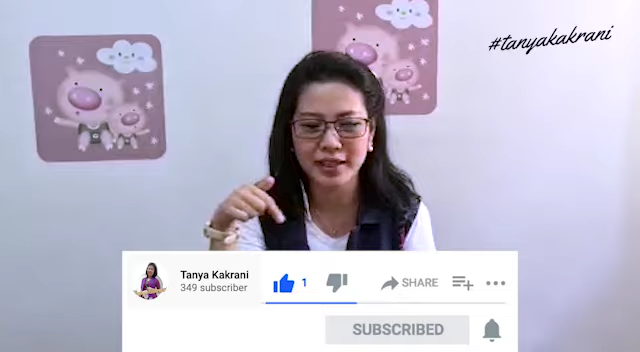 #tanyakakrani
Tanya Kakrani
349 subscriber
1
SHARE
SUBSCRIBED